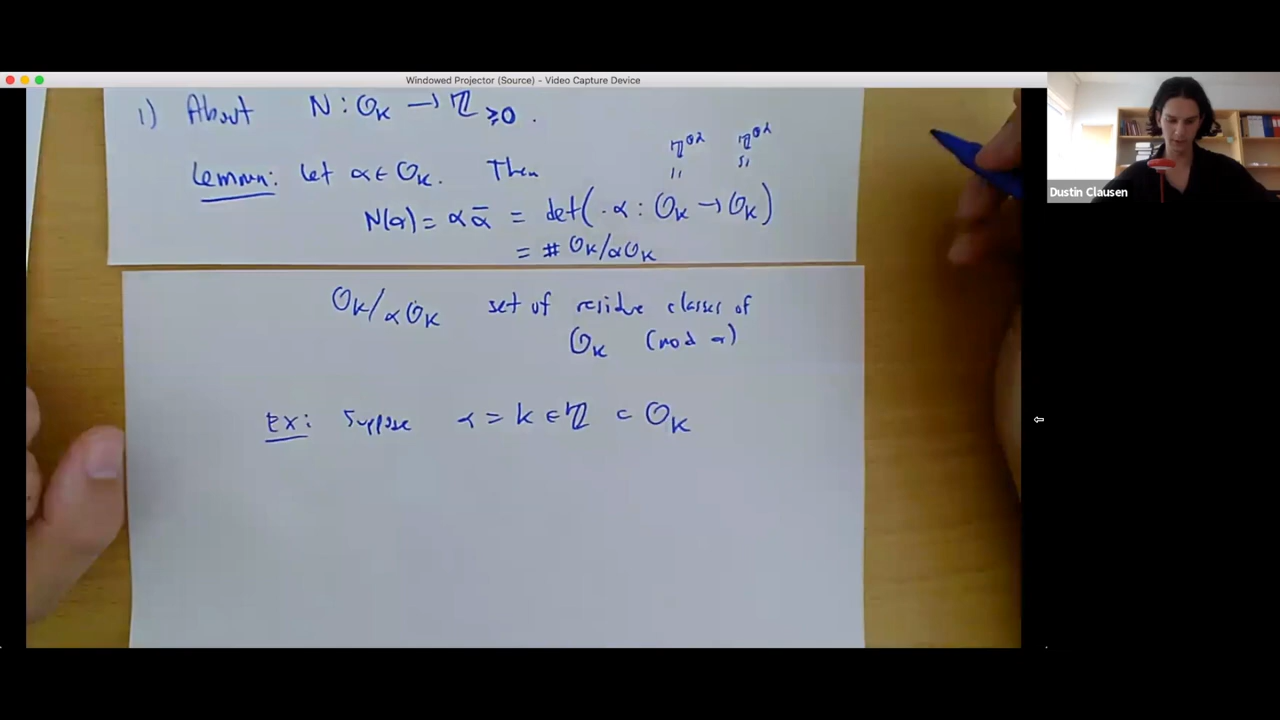 Windowed Projector (Source) - Video Capture Device
1) About N : O_K → ℤ_{≥0}.
ℤ^{⊕2} ℤ^{⊕2}
Lemma: Let α ∈ O_K. Then
N(α) = αᾱ = det(·α : O_K → O_K)
= # O_K/αO_K
O_K/αO_K set of residue classes of
O_K (mod α)
Ex: Suppose α = k ∈ ℤ ⊂ O_K
Dustin Clausen